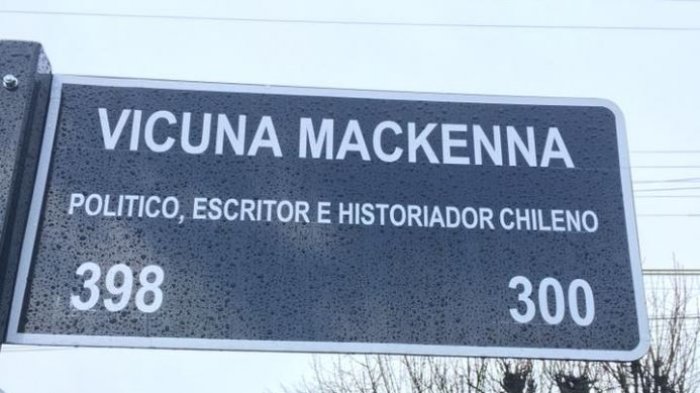 VICUNA MACKENNA
POLITICO, ESCRITOR E HISTORIADOR CHILENO
398 300